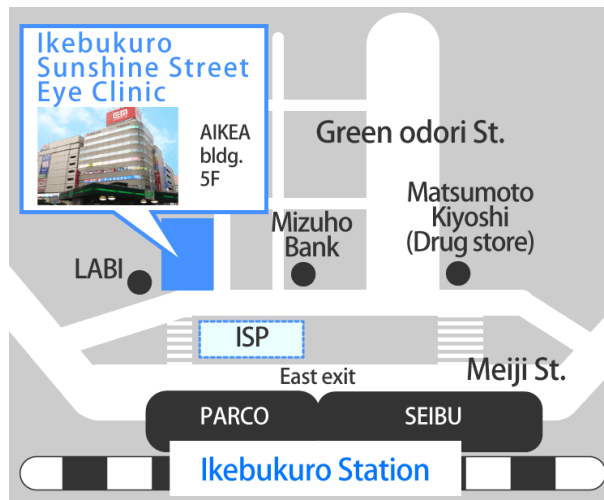 Ikebukuro
Sunshine Street
Eye Clinic
AIKEA
bldg.
5F
Green odori St.
Matsumoto
Kiyoshi
(Drug store)
Mizuho
Bank
LABI
ISP
East exit
Meiji St.
PARCO
SEIBU
Ikebukuro Station